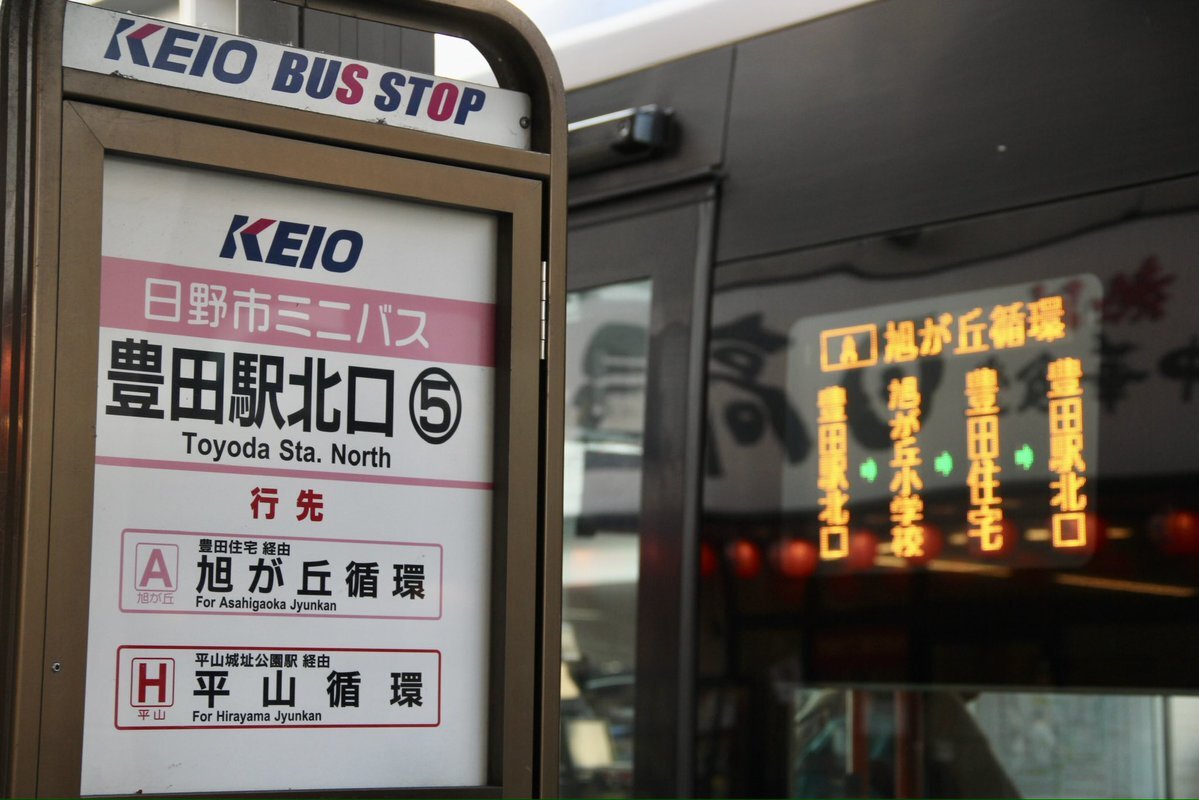 KEIO BUS STOP
KEIO
日野市ミニバス
豊田駅北口⑤
Toyoda Sta. North
行先
A
旭が丘
豊田住宅 経由
旭が丘循環
For Asahigaoka Jyunkan
H
平山
平山城址公園駅 経由
平山循環
For Hirayama Jyunkan
A 旭が丘循環
豊田駅北口
旭が丘小学校
豊田住宅
豊田駅北口